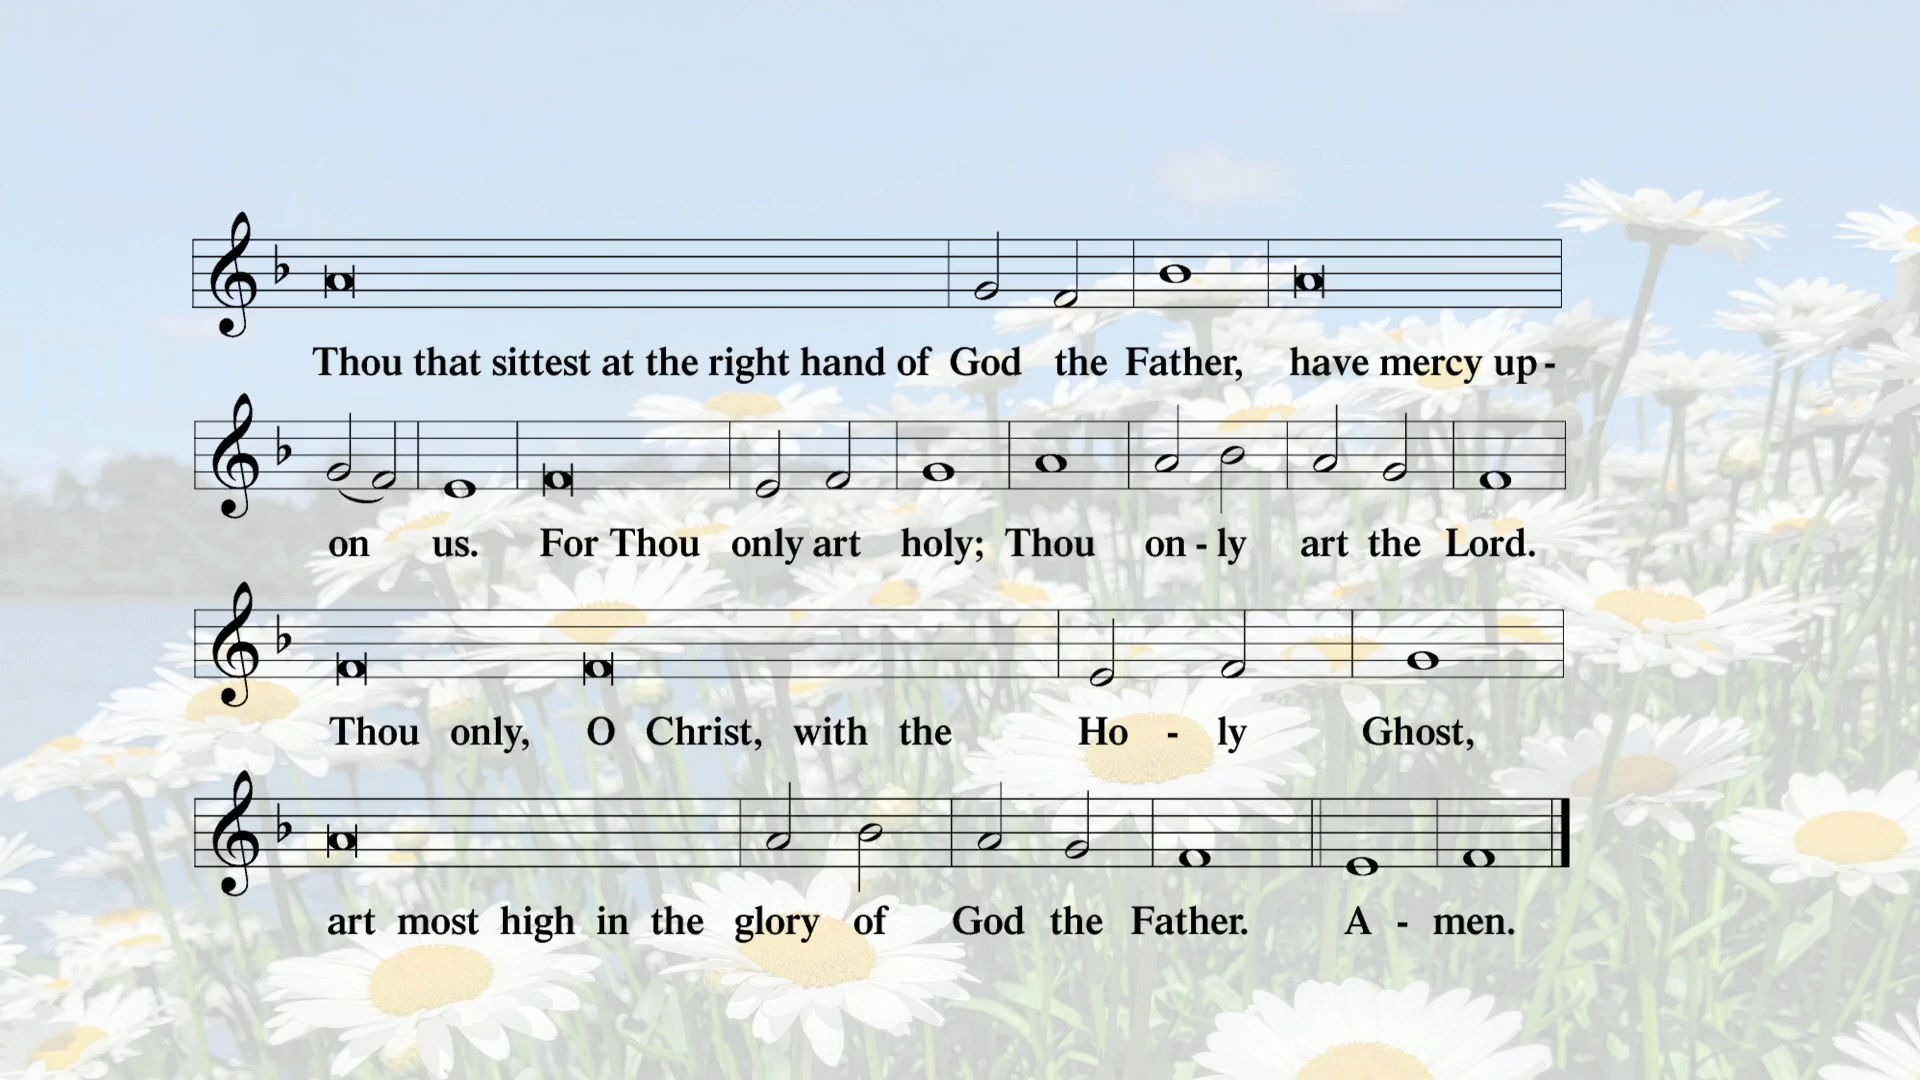 Thou that sittest at the right hand of God the Father, have mercy up -
on us. For Thou only art holy; Thou on - ly art the Lord.
Thou only, O Christ, with the Ho - ly Ghost,
art most high in the glory of God the Father. A - men.